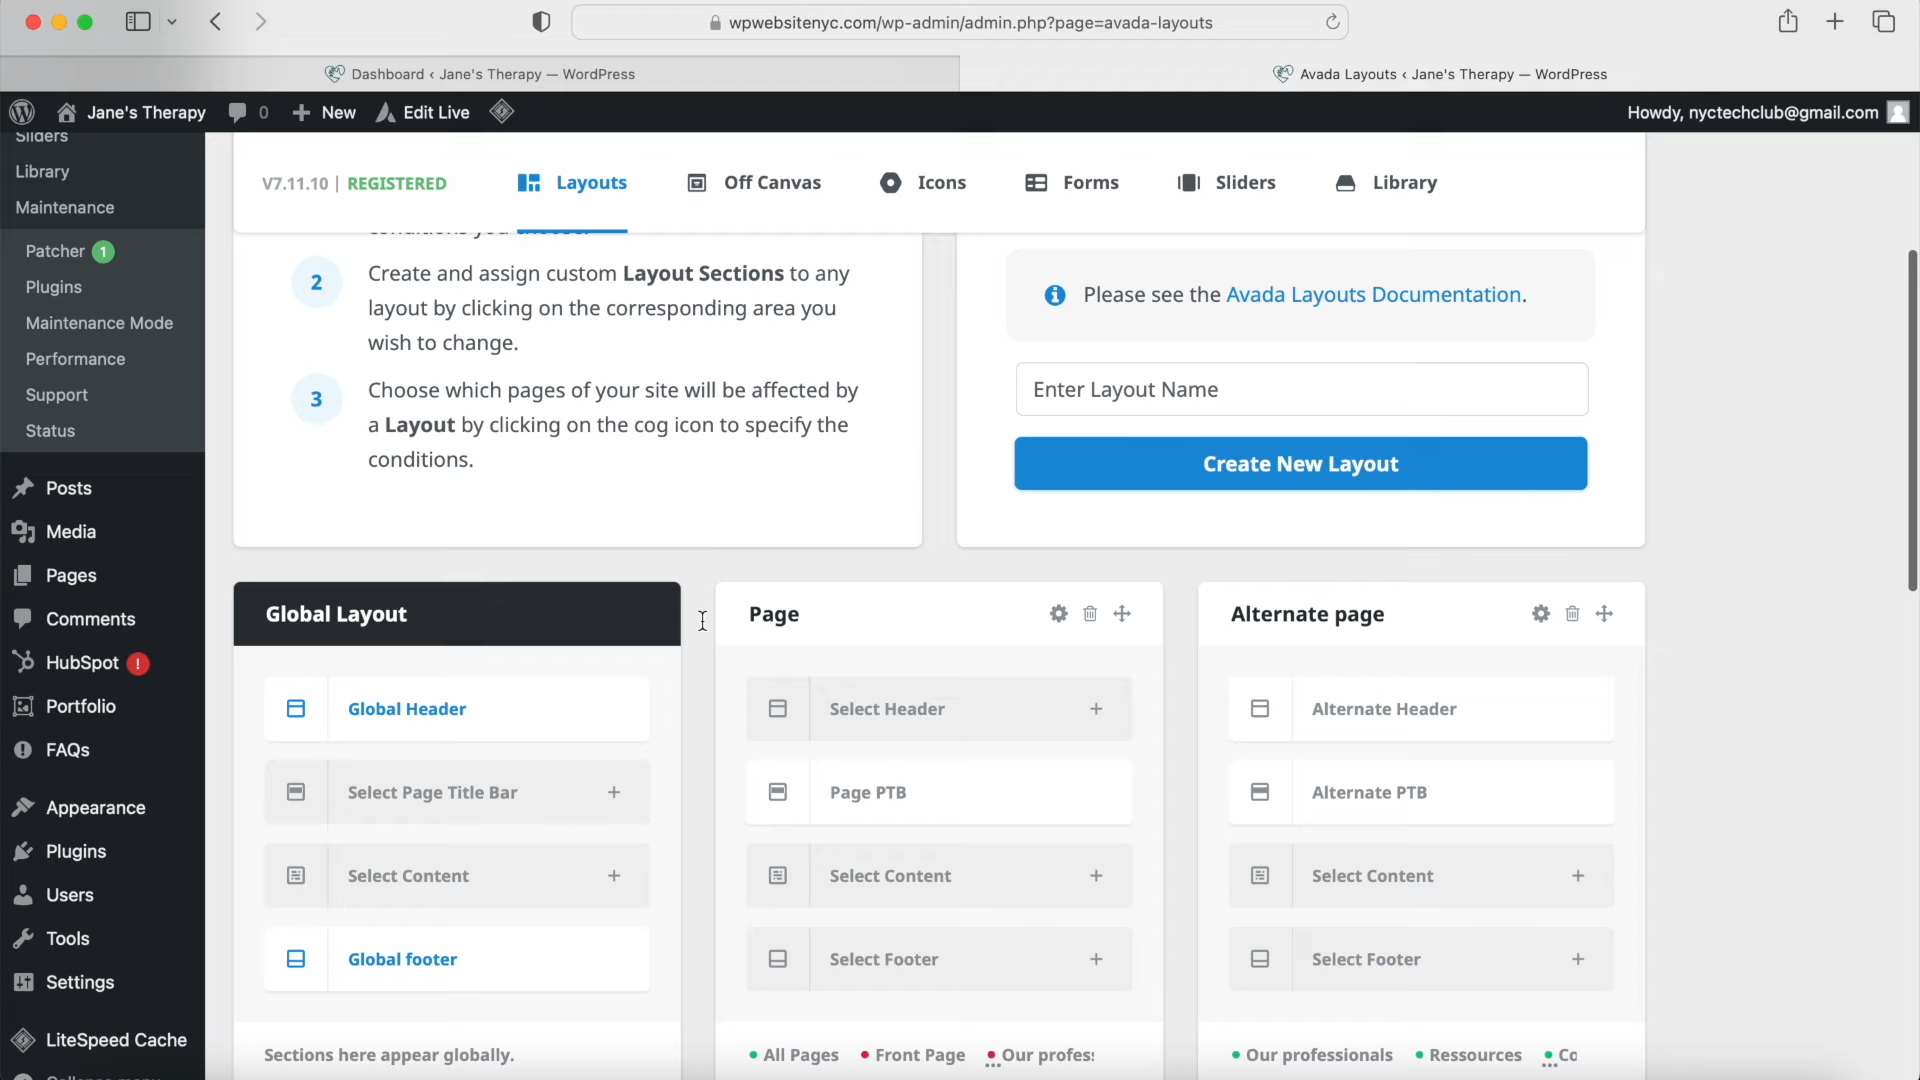 wpwebsitenyc.com/wp-admin/admin.php?page=avada-layouts
Dashboard ‹ Jane's Therapy — WordPress
Avada Layouts ‹ Jane's Therapy — WordPress
Jane's Therapy
0
New
Edit Live
Howdy, nyctechclub@gmail.com
Sliders
Library
Maintenance
Patcher 1
Plugins
Maintenance Mode
Performance
Support
Status
Posts
Media
Pages
Comments
HubSpot !
Portfolio
FAQs
Appearance
Plugins
Users
Tools
Settings
LiteSpeed Cache
V7.11.10 | REGISTERED
Layouts
Off Canvas
Icons
Forms
Sliders
Library
2
Create and assign custom Layout Sections to any
layout by clicking on the corresponding area you
wish to change.
3
Choose which pages of your site will be affected by
a Layout by clicking on the cog icon to specify the
conditions.
Please see the Avada Layouts Documentation.
Enter Layout Name
Create New Layout
Global Layout
Global Header
Select Page Title Bar +
Select Content +
Global footer
Sections here appear globally.
Page
Select Header +
Page PTB
Select Content +
Select Footer +
All Pages Front Page Our profes
Alternate page
Alternate Header
Alternate PTB
Select Content +
Select Footer +
Our professionals Ressources Co